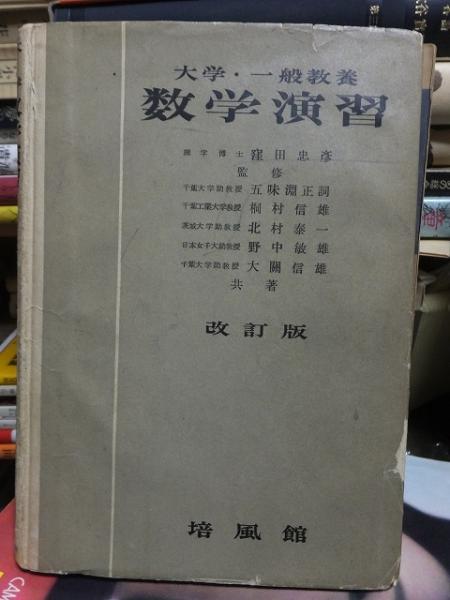 大学・一般教養
数学演習
理学博士 窪田忠彦
監修
千葉大学助教授 五味淵正詞
千葉工業大学教授 桐村信雄
茨城大学助教授 北村泰一
日本女子大助教授 野中敏雄
千葉大学助教授 大關信雄
共著
改訂版
培風館
CAM